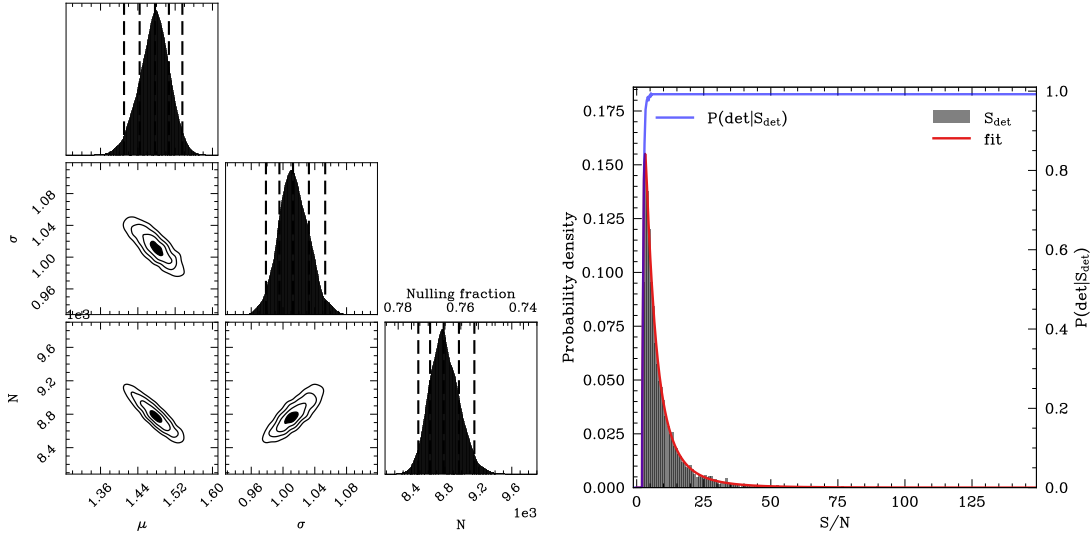 σ
1.08
1.04
1.00
0.96
1e3
Nulling fraction
0.78 0.76 0.74
N
9.6
9.2
8.8
8.4
1.36 1.44 1.52 1.60
μ
0.96 1.00 1.04 1.08
σ
8.4 8.8 9.2 9.6
1e3
N
Probability density
0.175
0.150
0.125
0.100
0.075
0.050
0.025
0.000
P(det|S_det)
S_det
fit
1.0
0.8
0.6
0.4
0.2
0.0
P(det|S_det)
0 25 50 75 100 125
S/N